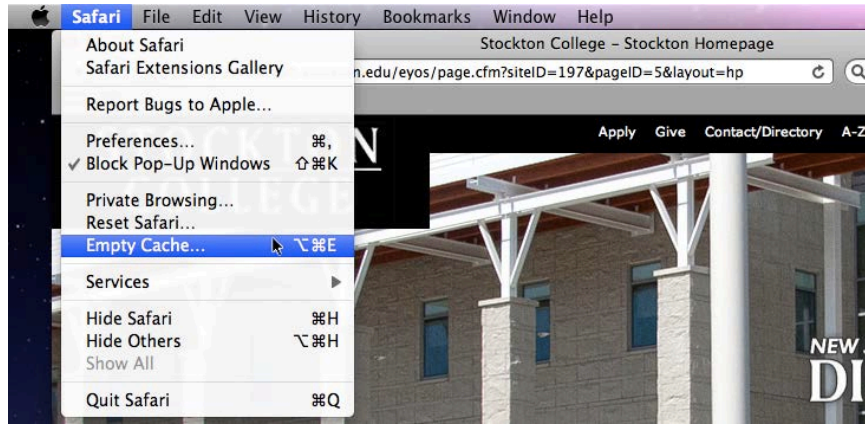 Safari File Edit View History Bookmarks Window Help
Stockton College – Stockton Homepage
.edu/eyos/page.cfm?siteID=197&pageID=5&layout=hp
Apply Give Contact/Directory A-Z
About Safari
Safari Extensions Gallery
Report Bugs to Apple...
Preferences... ⌘,
✓ Block Pop-Up Windows ⇧⌘K
Private Browsing...
Reset Safari...
Empty Cache... ⌥⌘E
Services ▶
Hide Safari ⌘H
Hide Others ⌥⌘H
Show All
Quit Safari ⌘Q
NEW
DI